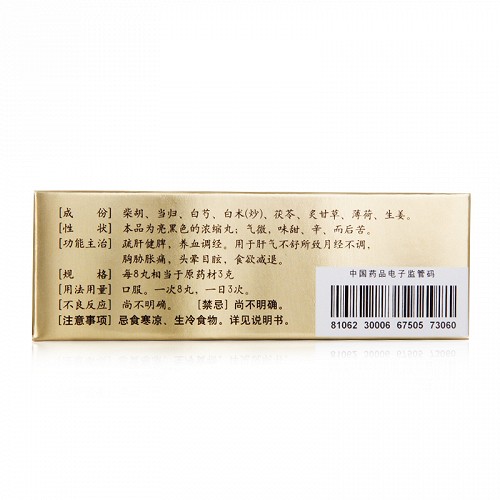 [成　　份] 柴胡、当归、白芍、白术(炒)、茯苓、炙甘草、薄荷、生姜。
[性　　状] 本品为亮黑色的浓缩丸；气微，味甜、辛、而后苦。
[功能主治] 疏肝健脾，养血调经。用于肝气不舒所致月经不调，
胸胁胀痛，头晕目眩，食欲减退。
[规　　格] 每8丸相当于原药材3克
[用法用量] 口服。一次8丸，一日3次。
[不良反应] 尚不明确。[禁忌] 尚不明确。
[注意事项] 忌食寒凉，生冷食物。详见说明书。
中国药品电子监管码
81062 30006 67505 73060